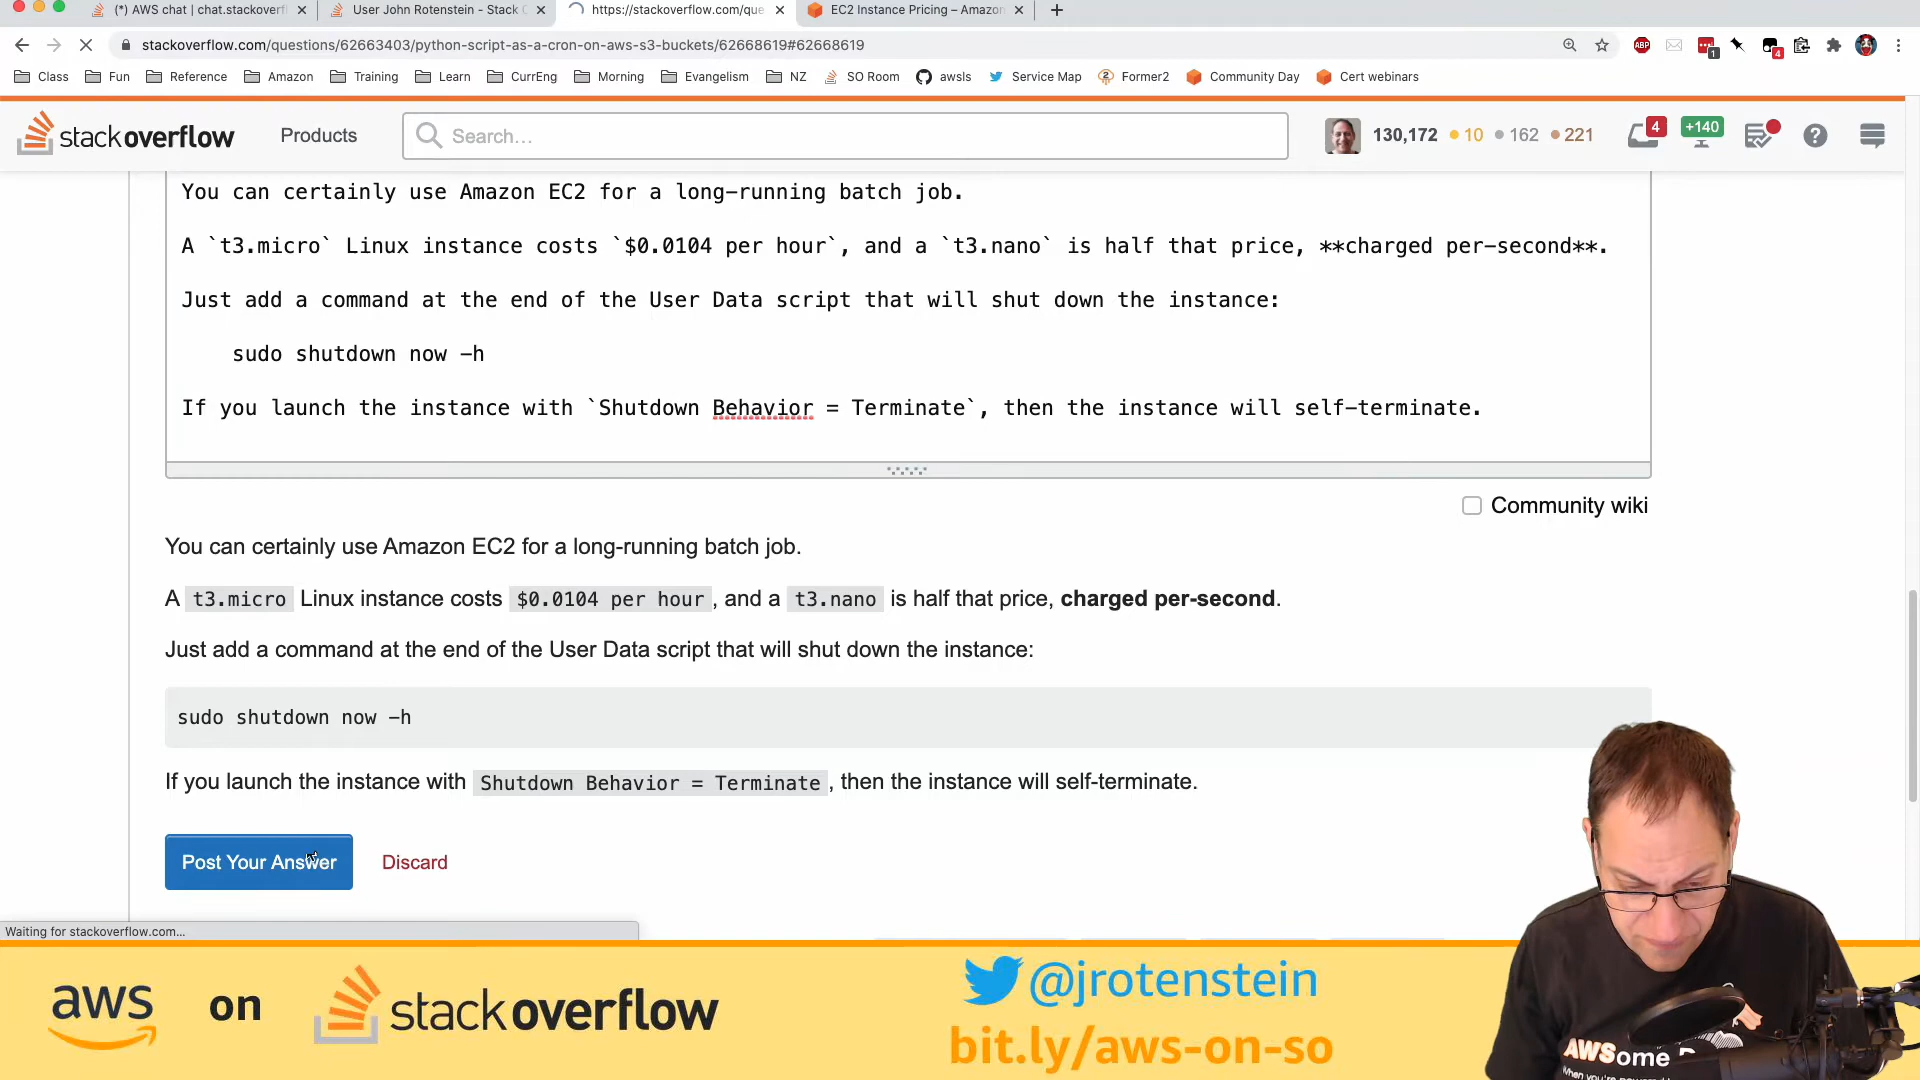 (*) AWS chat | chat.stackoverf
User John Rotenstein - Stack O
https://stackoverflow.com/que
EC2 Instance Pricing – Amazon
stackoverflow.com/questions/62663403/python-script-as-a-cron-on-aws-s3-buckets/62668619#62668619
ABP
1
4
Class
Fun
Reference
Amazon
Training
Learn
CurrEng
Morning
Evangelism
NZ
SO Room
awsls
Service Map
Former2
Community Day
Cert webinars
stackoverflow
Products
Search…
130,172
10
162
221
4
+140
You can certainly use Amazon EC2 for a long-running batch job.
A `t3.micro` Linux instance costs `$0.0104 per hour`, and a `t3.nano` is half that price, **charged per-second**.
Just add a command at the end of the User Data script that will shut down the instance:
sudo shutdown now -h
If you launch the instance with `Shutdown Behavior = Terminate`, then the instance will self-terminate.
Community wiki
You can certainly use Amazon EC2 for a long-running batch job.
A t3.micro Linux instance costs $0.0104 per hour, and a t3.nano is half that price, charged per-second.
Just add a command at the end of the User Data script that will shut down the instance:
sudo shutdown now -h
If you launch the instance with Shutdown Behavior = Terminate, then the instance will self-terminate.
Post Your Answer
Discard
Waiting for stackoverflow.com...
aws on stackoverflow
@jrotenstein
bit.ly/aws-on-so
AWSome